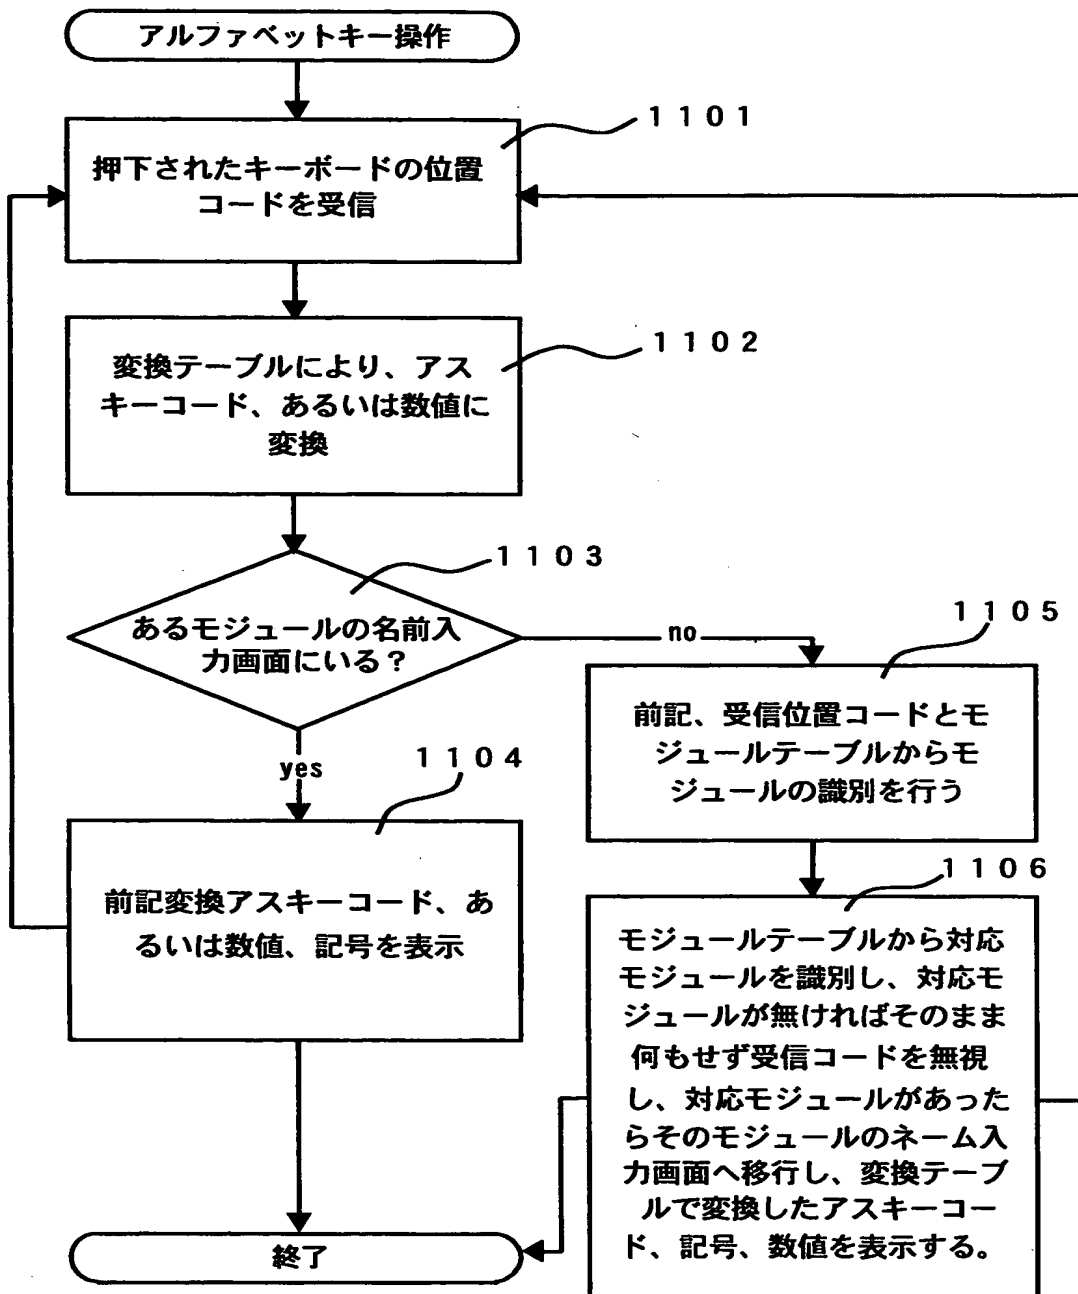 アルファベットキー操作
1101
押下されたキーボードの位置
コードを受信
1102
変換テーブルにより、アス
キーコード、あるいは数値に
変換
1103
あるモジュールの名前入
力画面にいる？
no
yes
1105
前記、受信位置コードとモ
ジュールテーブルからモ
ジュールの識別を行う
1104
前記変換アスキーコード、あ
るいは数値、記号を表示
1106
モジュールテーブルから対応
モジュールを識別し、対応モ
ジュールが無ければそのまま
何もせず受信コードを無視
し、対応モジュールがあった
らそのモジュールのネーム入
力画面へ移行し、変換テーブ
ルで変換したアスキーコー
ド、記号、数値を表示する。
終了